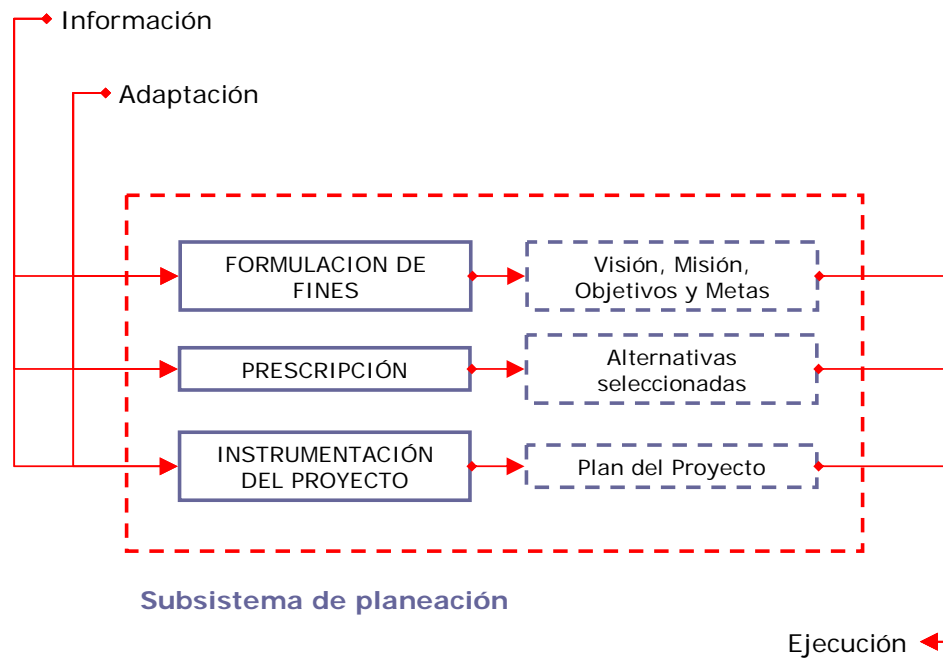 Información
Adaptación
FORMULACION DE
FINES
Visión, Misión,
Objetivos y Metas
PRESCRIPCIÓN
Alternativas
seleccionadas
INSTRUMENTACIÓN
DEL PROYECTO
Plan del Proyecto
Subsistema de planeación
Ejecución